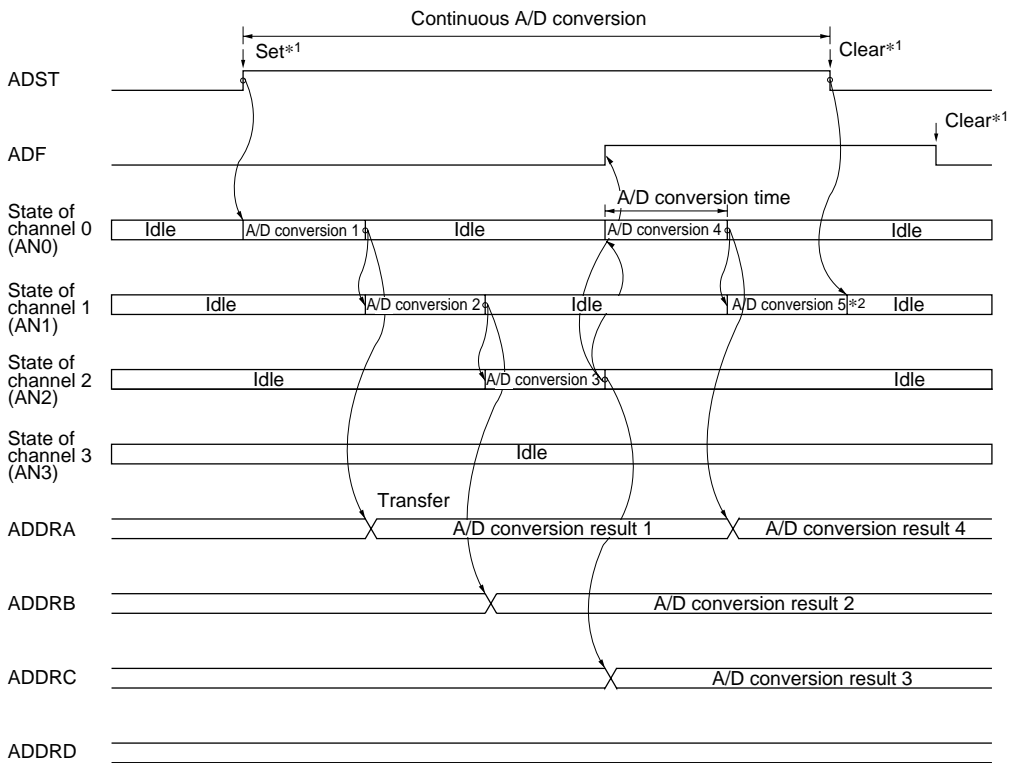 Continuous A/D conversion
Set*1
Clear*1
ADST
Clear*1
ADF
A/D conversion time
State of
channel 0
(AN0)
Idle
A/D conversion 1
Idle
A/D conversion 4
Idle
State of
channel 1
(AN1)
Idle
A/D conversion 2
Idle
A/D conversion 5
*2
Idle
State of
channel 2
(AN2)
Idle
A/D conversion 3
Idle
State of
channel 3
(AN3)
Idle
Transfer
ADDRA
A/D conversion result 1
A/D conversion result 4
ADDRB
A/D conversion result 2
ADDRC
A/D conversion result 3
ADDRD